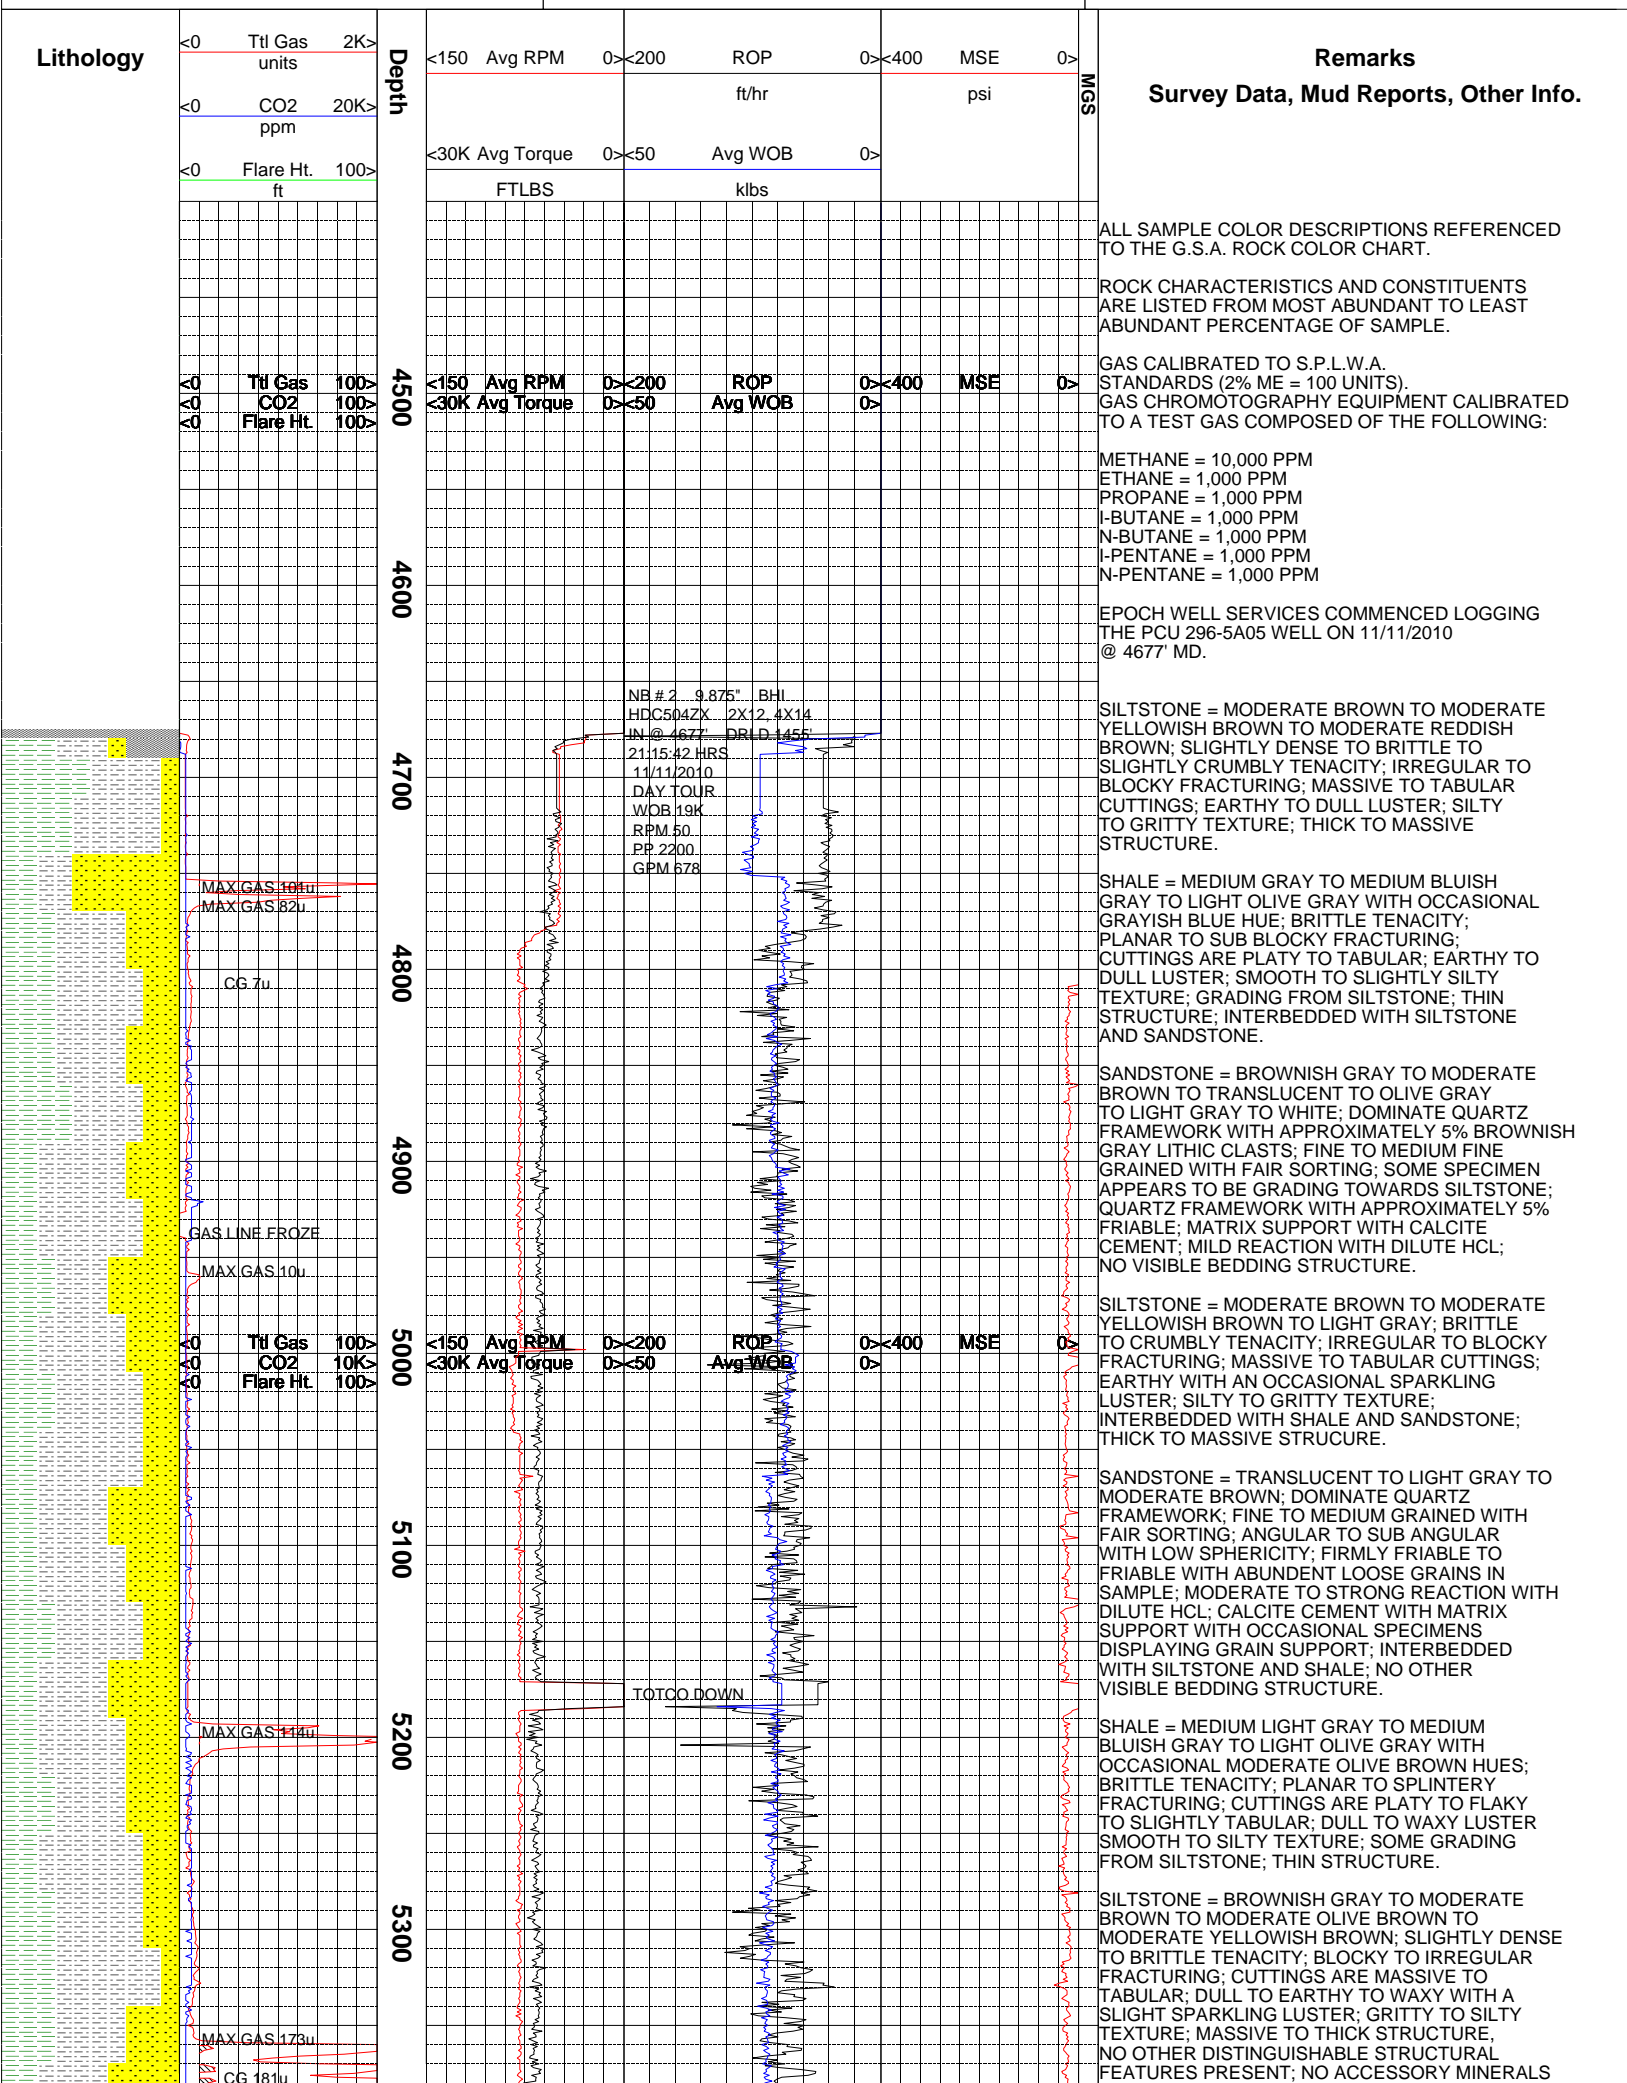 Lithology
<0 Ttl Gas 2K>
units
<0 CO2 20K>
ppm
<0 Flare Ht. 100>
ft
Depth
<150 Avg RPM 0>
<30K Avg Torque 0>
FTLBS
<200 ROP 0>
ft/hr
<50 Avg WOB 0>
klbs
<400 MSE 0>
psi
MGS
Remarks
Survey Data, Mud Reports, Other Info.
<0 Ttl Gas 100>
<0 CO2 100>
<0 Flare Ht. 100>
4500
<150 Avg RPM 0><200 ROP 0><400 MSE 0>
<30K Avg Torque 0><50 Avg WOB 0>
4600
NB # 2 9.875" BHI
HDC504ZX 2X12, 4X14
IN @ 4677' DRLD 1455'
21:15:42 HRS
11/11/2010
DAY TOUR
WOB 19K
RPM 50
PP 2200
GPM 678
4700
MAX GAS 101u
MAX GAS 82u
4800
CG 7u
4900
GAS LINE FROZE
MAX GAS 10u
<0 Ttl Gas 100>
<0 CO2 10K>
<0 Flare Ht. 100>
5000
<150 Avg RPM 0><200 ROP 0><400 MSE 0>
<30K Avg Torque 0><50 Avg WOB 0>
5100
TOTCO DOWN
MAX GAS 114u
5200
5300
MAX GAS 173u
CG 181u
ALL SAMPLE COLOR DESCRIPTIONS REFERENCED
TO THE G.S.A. ROCK COLOR CHART.
ROCK CHARACTERISTICS AND CONSTITUENTS
ARE LISTED FROM MOST ABUNDANT TO LEAST
ABUNDANT PERCENTAGE OF SAMPLE.
GAS CALIBRATED TO S.P.L.W.A.
STANDARDS (2% ME = 100 UNITS).
GAS CHROMOTOGRAPHY EQUIPMENT CALIBRATED
TO A TEST GAS COMPOSED OF THE FOLLOWING:
METHANE = 10,000 PPM
ETHANE = 1,000 PPM
PROPANE = 1,000 PPM
I-BUTANE = 1,000 PPM
N-BUTANE = 1,000 PPM
I-PENTANE = 1,000 PPM
N-PENTANE = 1,000 PPM
EPOCH WELL SERVICES COMMENCED LOGGING
THE PCU 296-5A05 WELL ON 11/11/2010
@ 4677' MD.
SILTSTONE = MODERATE BROWN TO MODERATE
YELLOWISH BROWN TO MODERATE REDDISH
BROWN; SLIGHTLY DENSE TO BRITTLE TO
SLIGHTLY CRUMBLY TENACITY; IRREGULAR TO
BLOCKY FRACTURING; MASSIVE TO TABULAR
CUTTINGS; EARTHY TO DULL LUSTER; SILTY
TO GRITTY TEXTURE; THICK TO MASSIVE
STRUCTURE.
SHALE = MEDIUM GRAY TO MEDIUM BLUISH
GRAY TO LIGHT OLIVE GRAY WITH OCCASIONAL
GRAYISH BLUE HUE; BRITTLE TENACITY;
PLANAR TO SUB BLOCKY FRACTURING;
CUTTINGS ARE PLATY TO TABULAR; EARTHY TO
DULL LUSTER; SMOOTH TO SLIGHTLY SILTY
TEXTURE; GRADING FROM SILTSTONE; THIN
STRUCTURE; INTERBEDDED WITH SILTSTONE
AND SANDSTONE.
SANDSTONE = BROWNISH GRAY TO MODERATE
BROWN TO TRANSLUCENT TO OLIVE GRAY
TO LIGHT GRAY TO WHITE; DOMINATE QUARTZ
FRAMEWORK WITH APPROXIMATELY 5% BROWNISH
GRAY LITHIC CLASTS; FINE TO MEDIUM FINE
GRAINED WITH FAIR SORTING; SOME SPECIMEN
APPEARS TO BE GRADING TOWARDS SILTSTONE;
QUARTZ FRAMEWORK WITH APPROXIMATELY 5%
FRIABLE; MATRIX SUPPORT WITH CALCITE
CEMENT; MILD REACTION WITH DILUTE HCL;
NO VISIBLE BEDDING STRUCTURE.
SILTSTONE = MODERATE BROWN TO MODERATE
YELLOWISH BROWN TO LIGHT GRAY; BRITTLE
TO CRUMBLY TENACITY; IRREGULAR TO BLOCKY
FRACTURING; MASSIVE TO TABULAR CUTTINGS;
EARTHY WITH AN OCCASIONAL SPARKLING
LUSTER; SILTY TO GRITTY TEXTURE;
INTERBEDDED WITH SHALE AND SANDSTONE;
THICK TO MASSIVE STRUCURE.
SANDSTONE = TRANSLUCENT TO LIGHT GRAY TO
MODERATE BROWN; DOMINATE QUARTZ
FRAMEWORK; FINE TO MEDIUM GRAINED WITH
FAIR SORTING; ANGULAR TO SUB ANGULAR
WITH LOW SPHERICITY; FIRMLY FRIABLE TO
FRIABLE WITH ABUNDENT LOOSE GRAINS IN
SAMPLE; MODERATE TO STRONG REACTION WITH
DILUTE HCL; CALCITE CEMENT WITH MATRIX
SUPPORT WITH OCCASIONAL SPECIMENS
DISPLAYING GRAIN SUPPORT; INTERBEDDED
WITH SILTSTONE AND SHALE; NO OTHER
VISIBLE BEDDING STRUCTURE.
SHALE = MEDIUM LIGHT GRAY TO MEDIUM
BLUISH GRAY TO LIGHT OLIVE GRAY WITH
OCCASIONAL MODERATE OLIVE BROWN HUES;
BRITTLE TENACITY; PLANAR TO SPLINTERY
FRACTURING; CUTTINGS ARE PLATY TO FLAKY
TO SLIGHTLY TABULAR; DULL TO WAXY LUSTER
SMOOTH TO SILTY TEXTURE; SOME GRADING
FROM SILTSTONE; THIN STRUCTURE.
SILTSTONE = BROWNISH GRAY TO MODERATE
BROWN TO MODERATE OLIVE BROWN TO
MODERATE YELLOWISH BROWN; SLIGHTLY DENSE
TO BRITTLE TENACITY; BLOCKY TO IRREGULAR
FRACTURING; CUTTINGS ARE MASSIVE TO
TABULAR; DULL TO EARTHY TO WAXY WITH A
SLIGHT SPARKLING LUSTER; GRITTY TO SILTY
TEXTURE; MASSIVE TO THICK STRUCTURE,
NO OTHER DISTINGUISHABLE STRUCTURAL
FEATURES PRESENT; NO ACCESSORY MINERALS